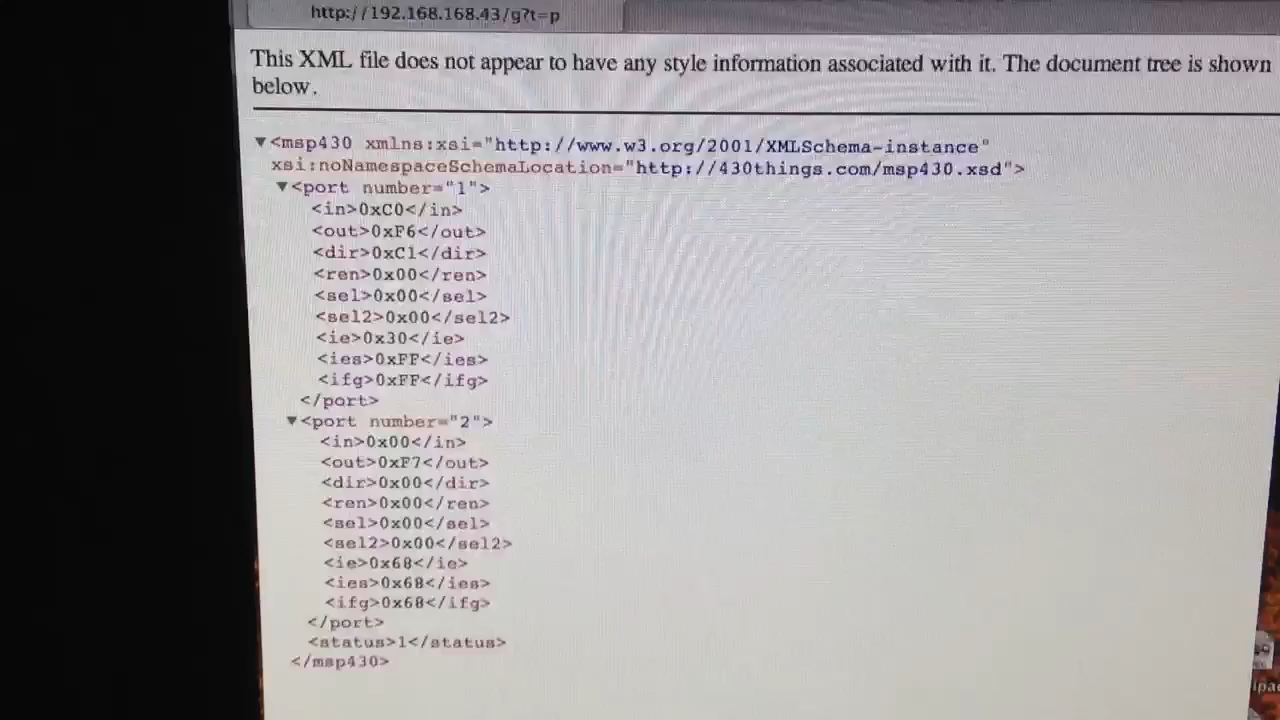 http://192.168.168.43/g?t=p
This XML file does not appear to have any style information associated with it. The document tree is shown
below.
▼<msp430 xmlns:xsi="http://www.w3.org/2001/XMLSchema-instance"
xsi:noNamespaceSchemaLocation="http://430things.com/msp430.xsd">
▼<port number="1">
<in>0xC0</in>
<out>0xF6</out>
<dir>0xC1</dir>
<ren>0x00</ren>
<sel>0x00</sel>
<sel2>0x00</sel2>
<ie>0x30</ie>
<ies>0xFF</ies>
<ifg>0xFF</ifg>
</port>
▼<port number="2">
<in>0x00</in>
<out>0xF7</out>
<dir>0x00</dir>
<ren>0x00</ren>
<sel>0x00</sel>
<sel2>0x00</sel2>
<ie>0x68</ie>
<ies>0x68</ies>
<ifg>0x68</ifg>
</port>
<status>1</status>
</msp430>